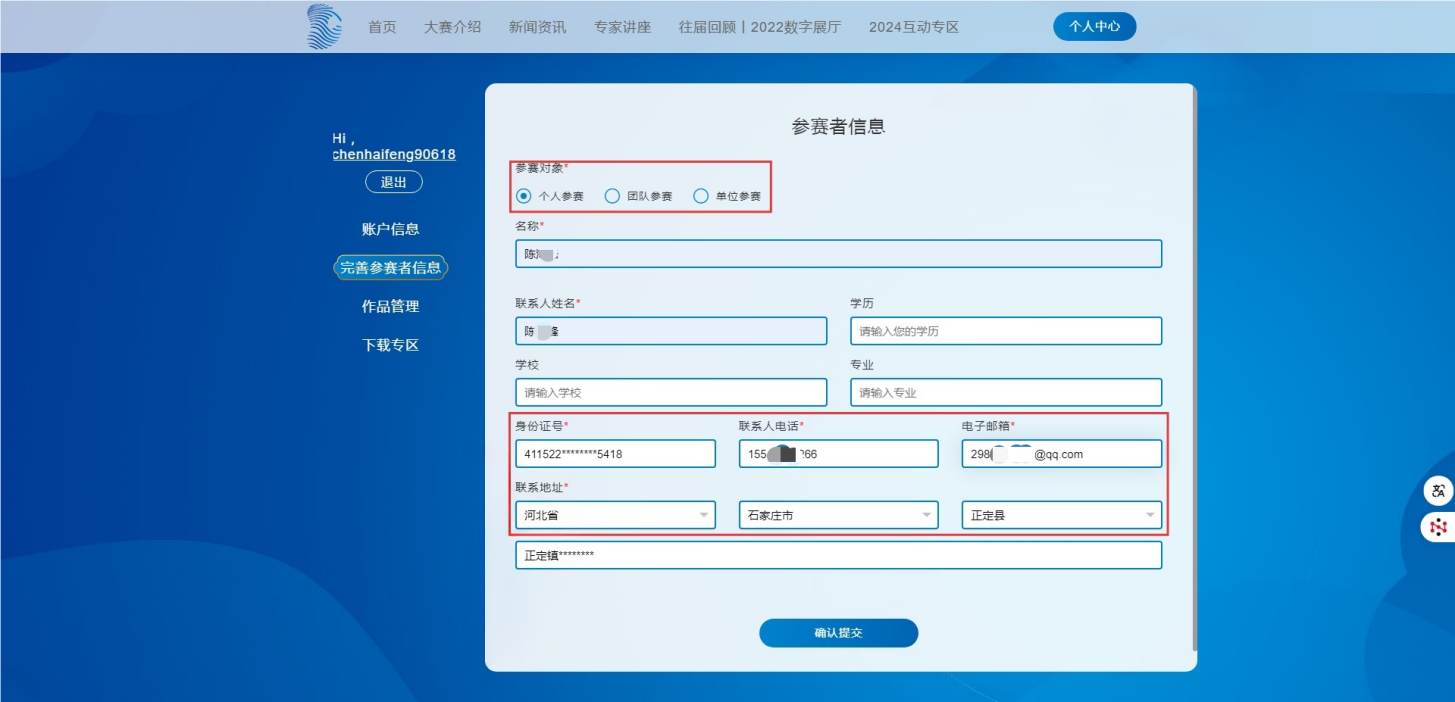 首页 大赛介绍 新闻资讯 专家讲座 往届回顾丨2022数字展厅 2024互动专区 个人中心
Hi ,
chenhaifeng90618
退出
账户信息
完善参赛者信息
作品管理
下载专区
参赛者信息
参赛对象*
个人参赛 团队参赛 单位参赛
名称*
陈
联系人姓名* 学历
陈 请输入您的学历
学校 专业
请输入学校 请输入专业
身份证号* 联系人电话* 电子邮箱*
411522********5418 155 266 298 @qq.com
联系地址*
河北省 石家庄市 正定县
正定镇********
确认提交